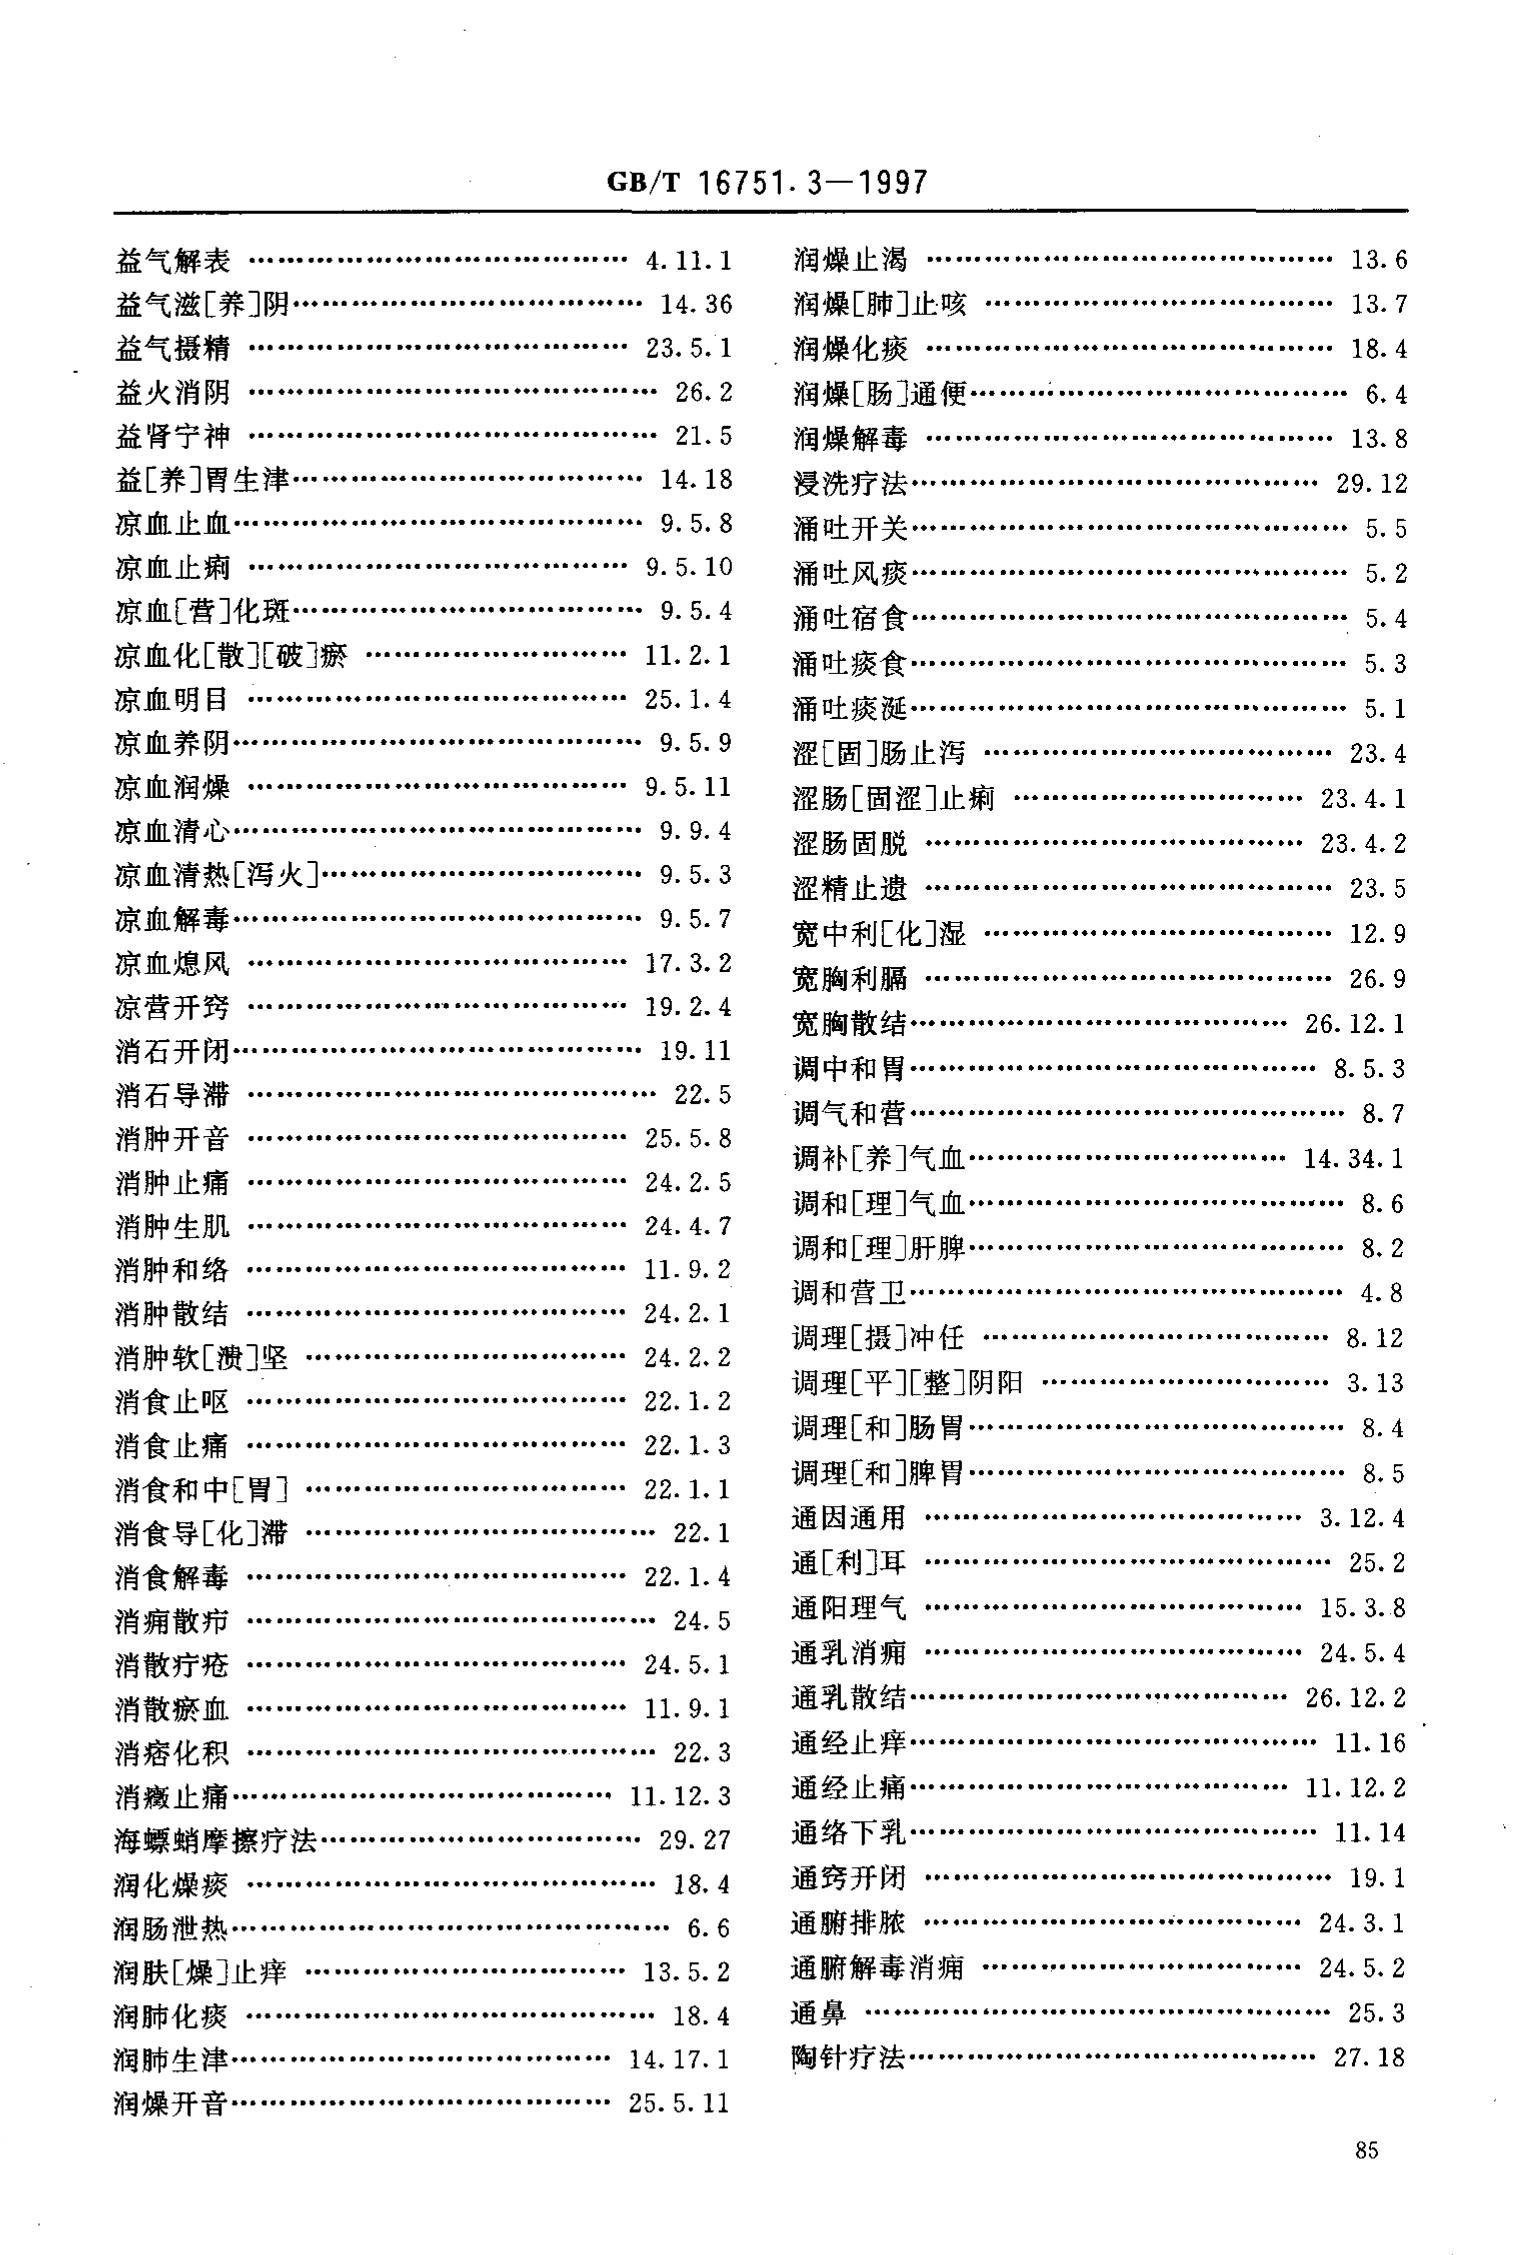 GB/T 16751.3—1997
益气解表 …… 4.11.1
益气滋[养]阴…… 14.36
益气摄精 …… 23.5.1
益火消阴 …… 26.2
益肾宁神 …… 21.5
益[养]胃生津…… 14.18
凉血止血…… 9.5.8
凉血止痢 …… 9.5.10
凉血[营]化斑…… 9.5.4
凉血化[散][破]瘀 …… 11.2.1
凉血明目 …… 25.1.4
凉血养阴…… 9.5.9
凉血润燥 …… 9.5.11
凉血清心…… 9.9.4
凉血清热[泻火]…… 9.5.3
凉血解毒…… 9.5.7
凉血熄风 …… 17.3.2
凉营开窍 …… 19.2.4
消石开闭…… 19.11
消石导滞 …… 22.5
消肿开音 …… 25.5.8
消肿止痛 …… 24.2.5
消肿生肌 …… 24.4.7
消肿和络 …… 11.9.2
消肿散结 …… 24.2.1
消肿软[溃]坚 …… 24.2.2
消食止呕 …… 22.1.2
消食止痛 …… 22.1.3
消食和中[胃] …… 22.1.1
消食导[化]滞 …… 22.1
消食解毒 …… 22.1.4
消痈散疖 …… 24.5
消散疔疮 …… 24.5.1
消散瘀血 …… 11.9.1
消痞化积 …… 22.3
消癥止痛…… 11.12.3
海螵蛸摩擦疗法…… 29.27
润化燥痰 …… 18.4
润肠泄热…… 6.6
润肤[燥]止痒 …… 13.5.2
润肺化痰 …… 18.4
润肺生津…… 14.17.1
润燥开音…… 25.5.11
润燥止渴 …… 13.6
润燥[肺]止咳 …… 13.7
润燥化痰 …… 18.4
润燥[肠]通便…… 6.4
润燥解毒 …… 13.8
浸洗疗法…… 29.12
涌吐开关…… 5.5
涌吐风痰…… 5.2
涌吐宿食…… 5.4
涌吐痰食…… 5.3
涌吐痰涎…… 5.1
涩[固]肠止泻 …… 23.4
涩肠[固涩]止痢 …… 23.4.1
涩肠固脱 …… 23.4.2
涩精止遗 …… 23.5
宽中利[化]湿 …… 12.9
宽胸利膈 …… 26.9
宽胸散结…… 26.12.1
调中和胃…… 8.5.3
调气和营…… 8.7
调补[养]气血…… 14.34.1
调和[理]气血…… 8.6
调和[理]肝脾…… 8.2
调和营卫…… 4.8
调理[摄]冲任 …… 8.12
调理[平][整]阴阳 …… 3.13
调理[和]肠胃…… 8.4
调理[和]脾胃…… 8.5
通因通用 …… 3.12.4
通[利]耳 …… 25.2
通阳理气 …… 15.3.8
通乳消痈 …… 24.5.4
通乳散结…… 26.12.2
通经止痒…… 11.16
通经止痛…… 11.12.2
通络下乳…… 11.14
通窍开闭 …… 19.1
通腑排脓 …… 24.3.1
通腑解毒消痈 …… 24.5.2
通鼻 …… 25.3
陶针疗法…… 27.18
85